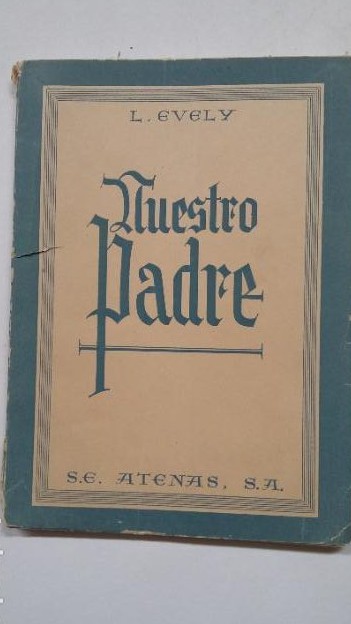 L. EVELY
Nuestro
Padre
S.E. ATENAS, S.A.